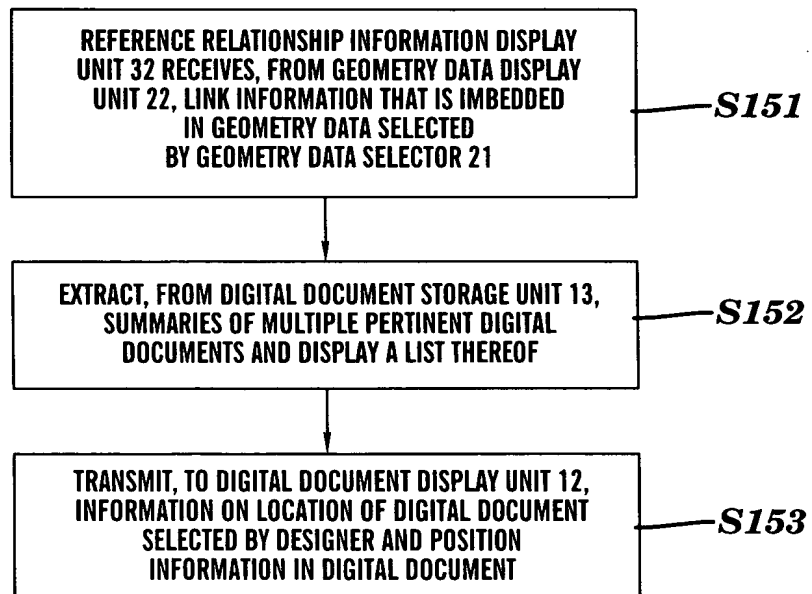 REFERENCE RELATIONSHIP INFORMATION DISPLAY
UNIT 32 RECEIVES, FROM GEOMETRY DATA DISPLAY
UNIT 22, LINK INFORMATION THAT IS IMBEDDED
IN GEOMETRY DATA SELECTED
BY GEOMETRY DATA SELECTOR 21
S151
EXTRACT, FROM DIGITAL DOCUMENT STORAGE UNIT 13,
SUMMARIES OF MULTIPLE PERTINENT DIGITAL
DOCUMENTS AND DISPLAY A LIST THEREOF
S152
TRANSMIT, TO DIGITAL DOCUMENT DISPLAY UNIT 12,
INFORMATION ON LOCATION OF DIGITAL DOCUMENT
SELECTED BY DESIGNER AND POSITION
INFORMATION IN DIGITAL DOCUMENT
S153